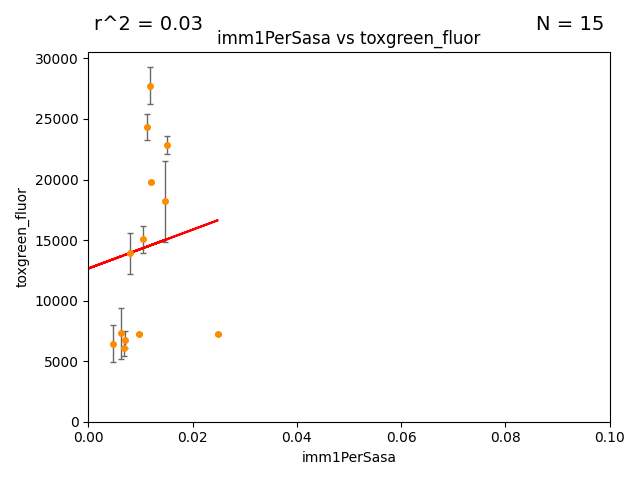 r^2 = 0.03
N = 15
imm1PerSasa vs toxgreen_fluor
30000
25000
20000
15000
10000
5000
0
toxgreen_fluor
0.00
0.02
0.04
0.06
0.08
0.10
imm1PerSasa